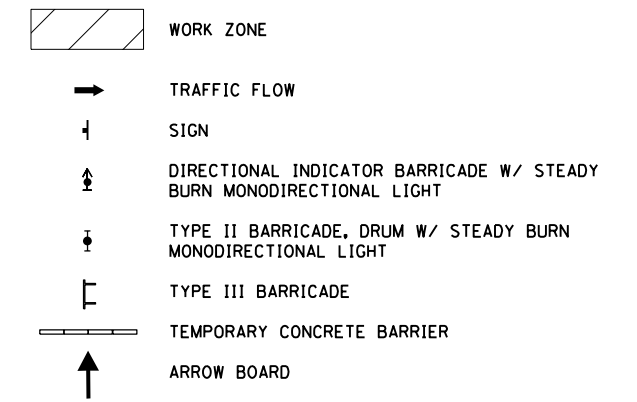 WORK ZONE
TRAFFIC FLOW
SIGN
DIRECTIONAL INDICATOR BARRICADE W/ STEADY
BURN MONODIRECTIONAL LIGHT
TYPE II BARRICADE, DRUM W/ STEADY BURN
MONODIRECTIONAL LIGHT
TYPE III BARRICADE
TEMPORARY CONCRETE BARRIER
ARROW BOARD